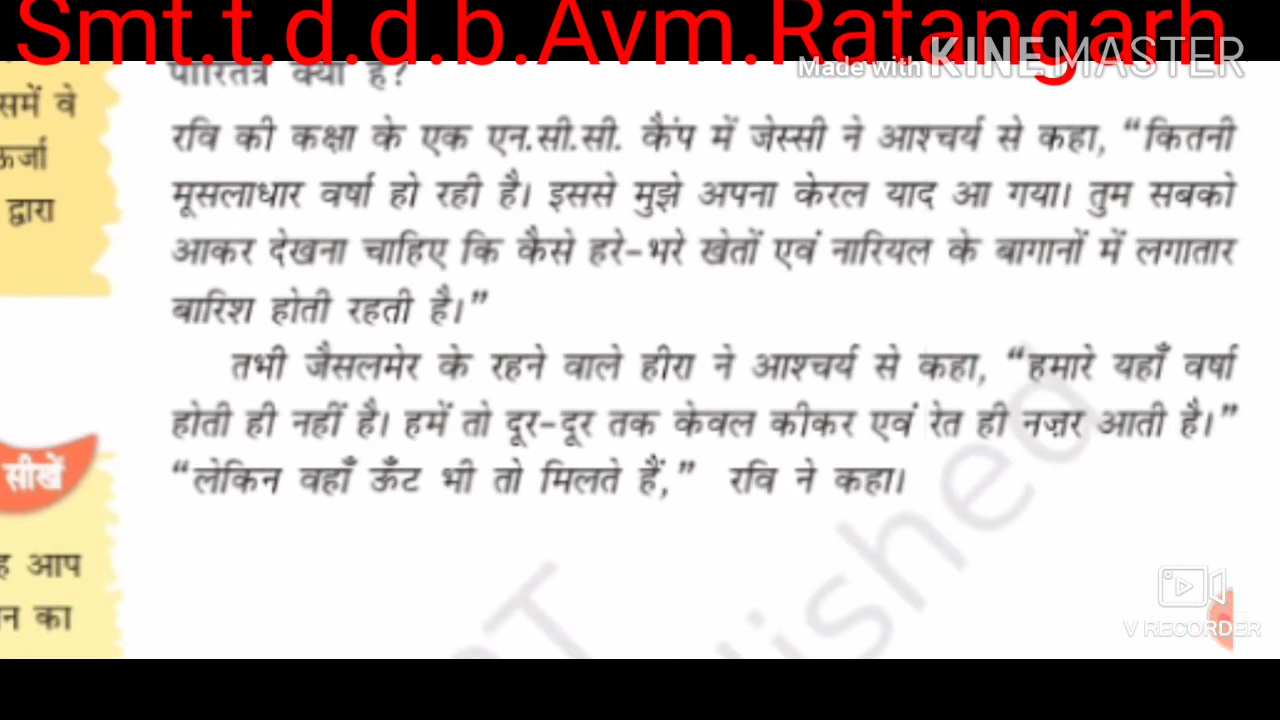 Smt.t.d.d.b.Avm.Ratangarh
Made with KINEMASTER
पारितंत्र क्या है?
समें वे
ऊर्जा
द्वारा
रवि की कक्षा के एक एन.सी.सी. कैंप में जेस्सी ने आश्चर्य से कहा, “कितनी
मूसलाधार वर्षा हो रही है। इससे मुझे अपना केरल याद आ गया। तुम सबको
आकर देखना चाहिए कि कैसे हरे-भरे खेतों एवं नारियल के बागानों में लगातार
बारिश होती रहती है।”
तभी जैसलमेर के रहने वाले हीरा ने आश्चर्य से कहा, “हमारे यहाँ वर्षा
होती ही नहीं है। हमें तो दूर-दूर तक केवल कीकर एवं रेत ही नज़र आती है।”
“लेकिन वहाँ ऊँट भी तो मिलते हैं,” रवि ने कहा।
सीखें
ह आप
न का
T
lished
V RECORDER